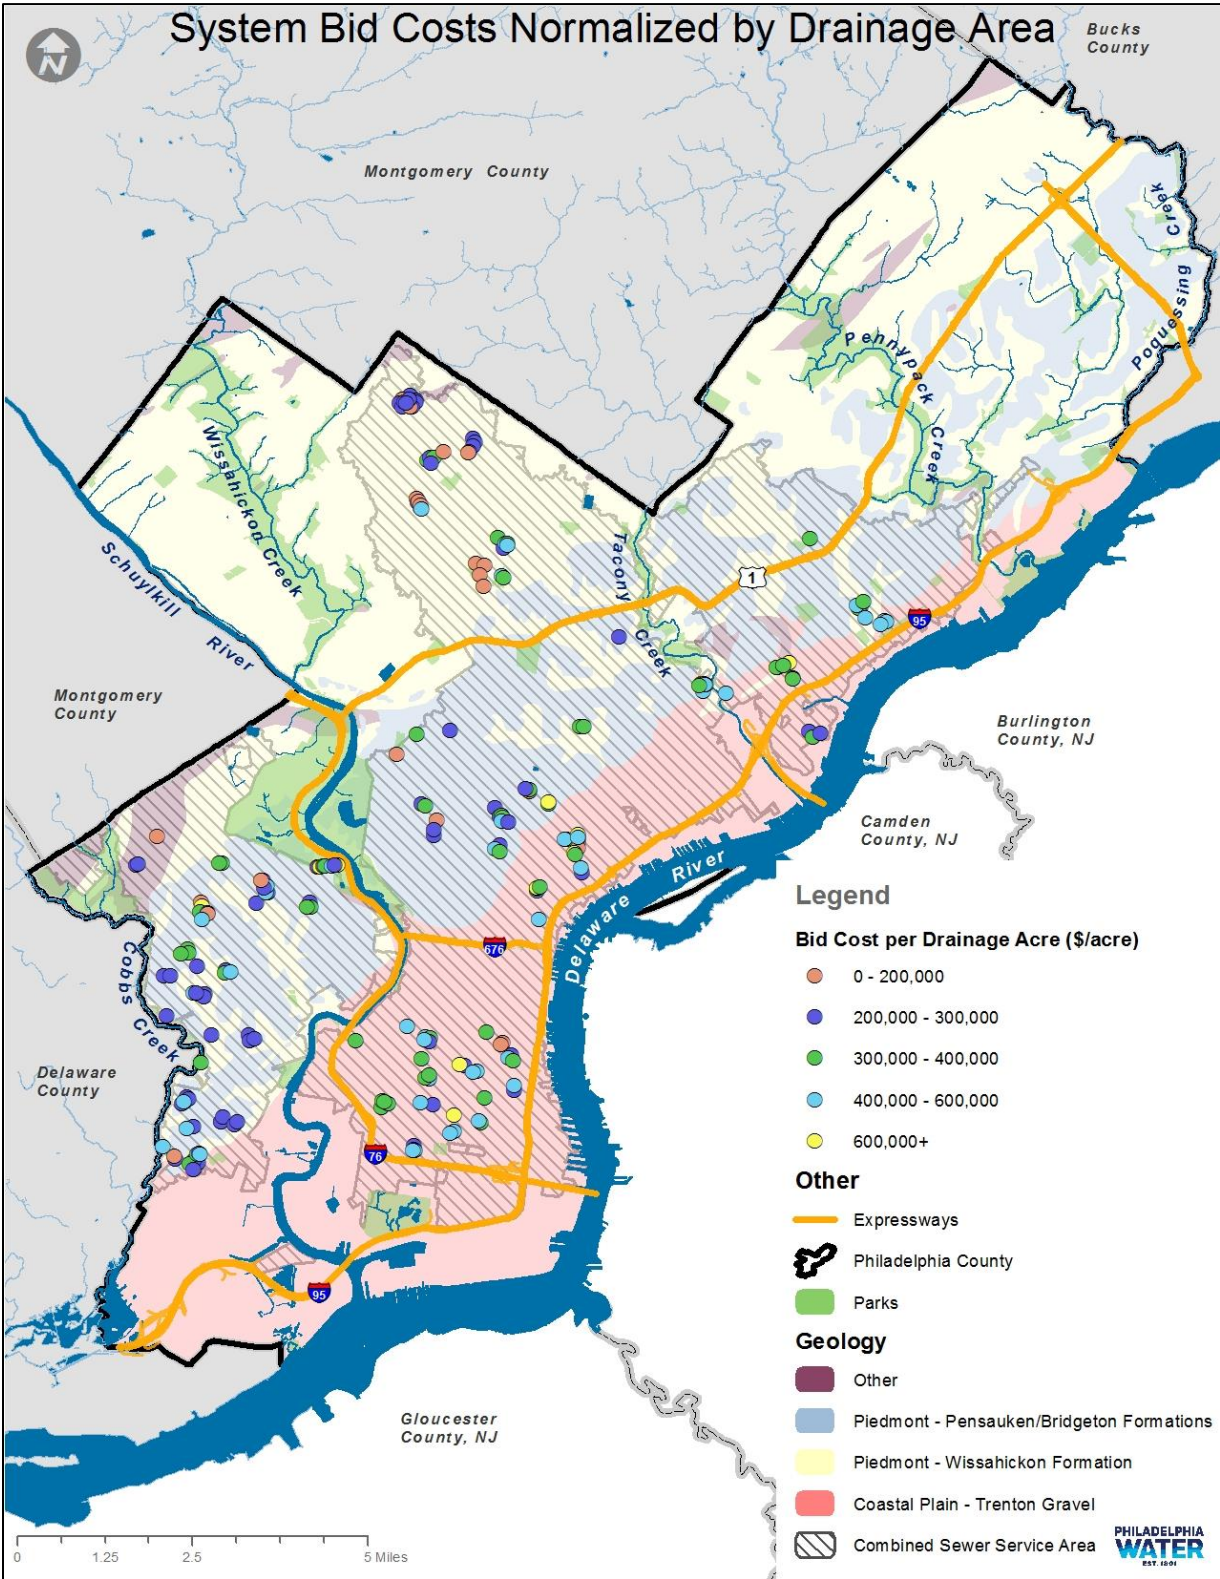 System Bid Costs Normalized by Drainage Area
N
Bucks
County
Montgomery County
Poquessing
Creek
Pennypack
Creek
Wissahickon Creek
Schuylkill
River
Tacony
Creek
1
95
Montgomery
County
Burlington
County, NJ
Camden
County, NJ
Delaware
River
676
Cobbs
Creek
Delaware
County
76
95
Gloucester
County, NJ
Legend
Bid Cost per Drainage Acre ($/acre)
0 - 200,000
200,000 - 300,000
300,000 - 400,000
400,000 - 600,000
600,000+
Other
Expressways
Philadelphia County
Parks
Geology
Other
Piedmont - Pensauken/Bridgeton Formations
Piedmont - Wissahickon Formation
Coastal Plain - Trenton Gravel
Combined Sewer Service Area
PHILADELPHIA
WATER
EST. 1801
0 1.25 2.5 5 Miles